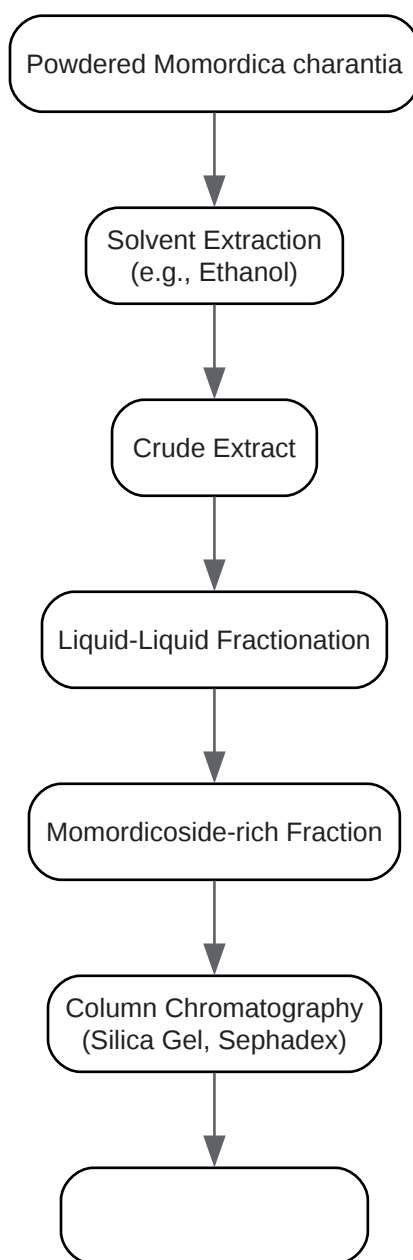 Powdered Momordica charantia
Solvent Extraction
(e.g., Ethanol)
Crude Extract
Liquid-Liquid Fractionation
Momordicoside-rich Fraction
Column Chromatography
(Silica Gel, Sephadex)